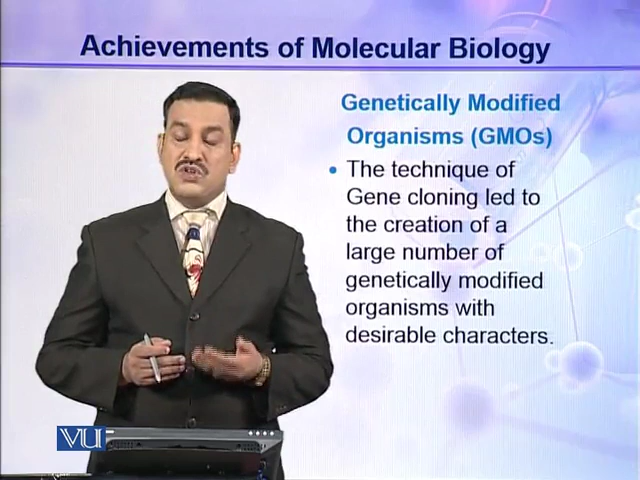 Achievements of Molecular Biology
Genetically Modified
Organisms (GMOs)
• The technique of
Gene cloning led to
the creation of a
large number of
genetically modified
organisms with
desirable characters.
VU